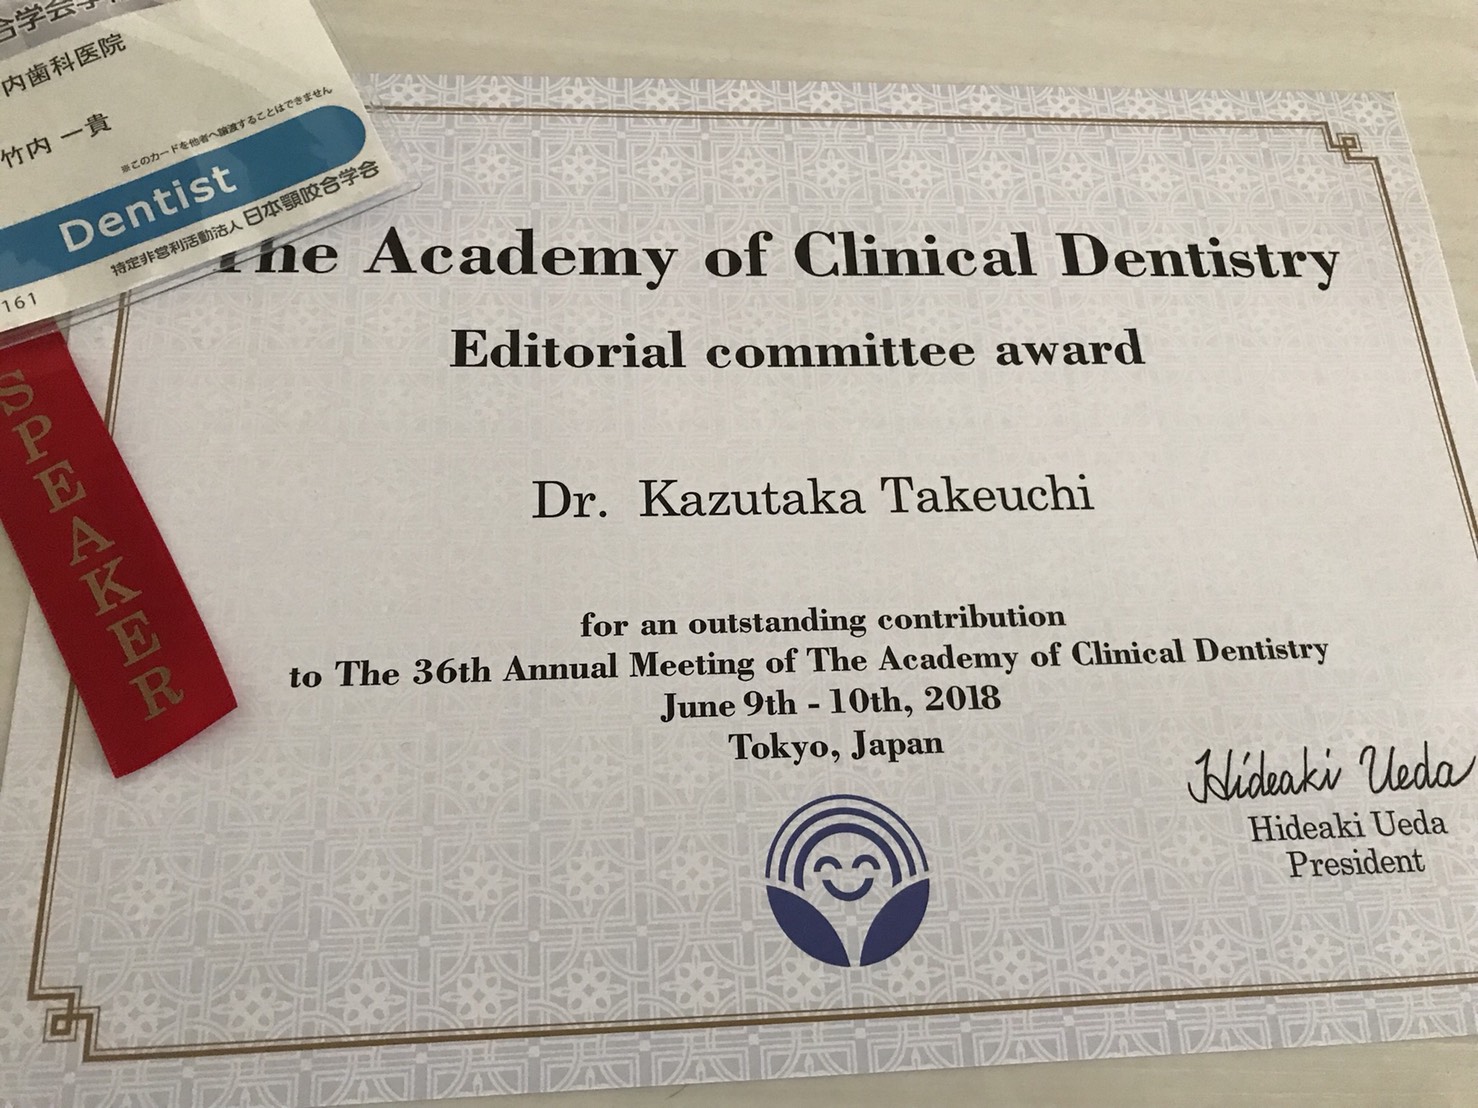 内歯科医院
竹内 一貴
※このカードを他者へ譲渡することはできません
Dentist
特定非営利活動法人 日本顎咬合学会
161
SPEAKER
The Academy of Clinical Dentistry
Editorial committee award
Dr. Kazutaka Takeuchi
for an outstanding contribution
to The 36th Annual Meeting of The Academy of Clinical Dentistry
June 9th - 10th, 2018
Tokyo, Japan
Hideaki Ueda
Hideaki Ueda
President